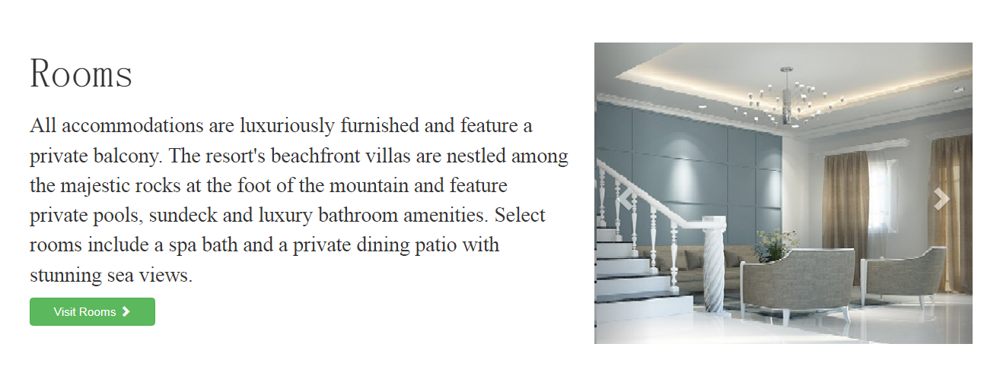 Rooms
All accommodations are luxuriously furnished and feature a
private balcony. The resort's beachfront villas are nestled among
the majestic rocks at the foot of the mountain and feature
private pools, sundeck and luxury bathroom amenities. Select
rooms include a spa bath and a private dining patio with
stunning sea views.
Visit Rooms